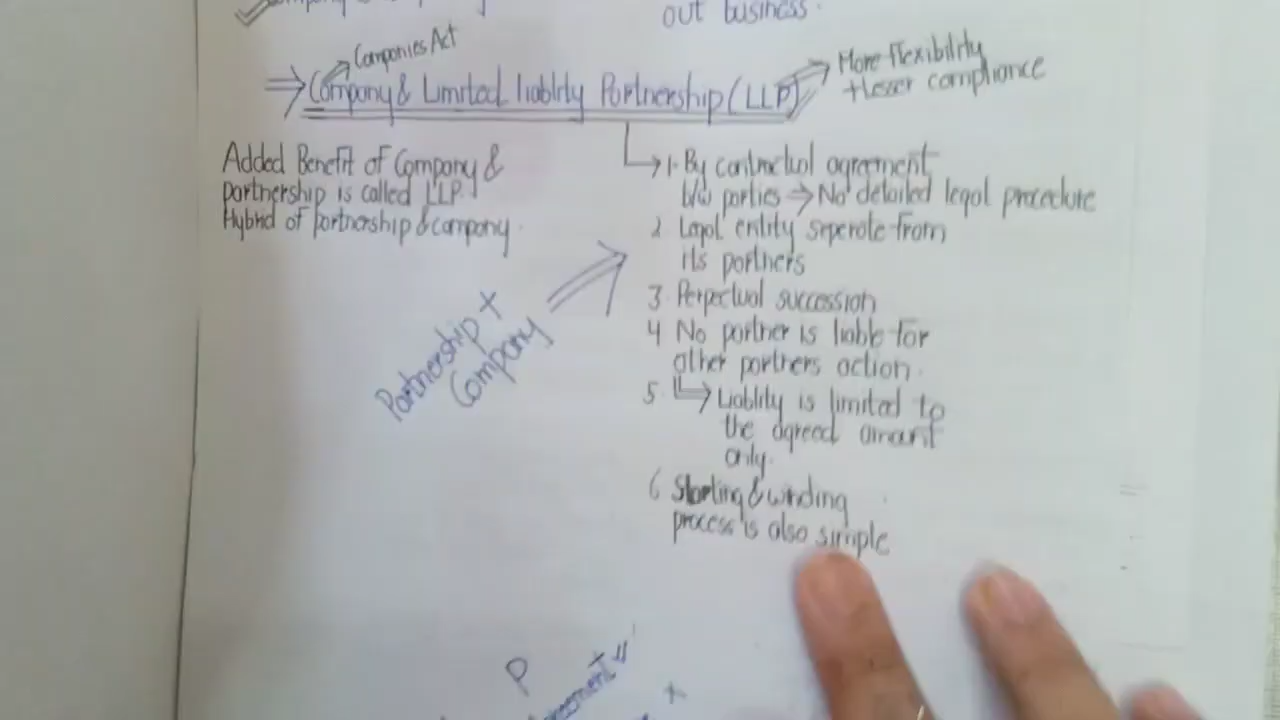 out business.
Companies Act
Company & Limited liablity Partnership (LLP)
More flexibility
+ lesser compliance
Added Benefit of Company &
partnership is called LLP.
Hybrid of partnership & company.
1. By contractual agreement
b/w parties → No detailed legal procedure
2 Legal entity seperate from
its partners
3. Perpetual succession
4 No partner is liable for
other partners action.
5. Liablity is limited to
the agreed amount
only.
6 Starting & winding
process is also simple
Partnership +
Company
P
x